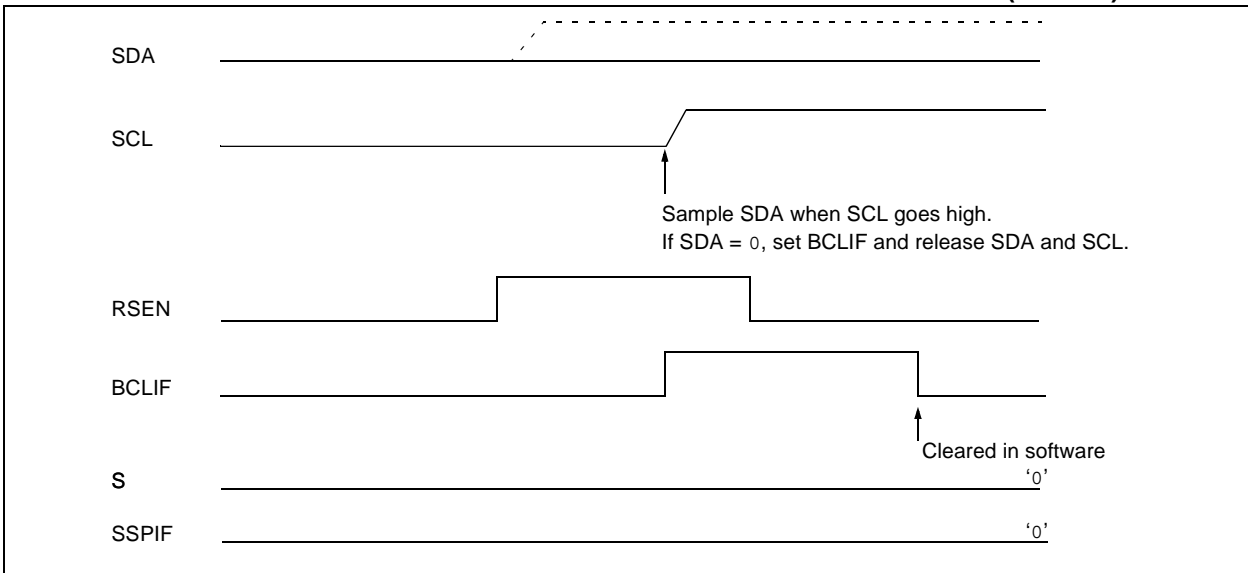 SDA
SCL
Sample SDA when SCL goes high.
If SDA = 0, set BCLIF and release SDA and SCL.
RSEN
BCLIF
Cleared in software
S
‘0’
SSPIF
‘0’